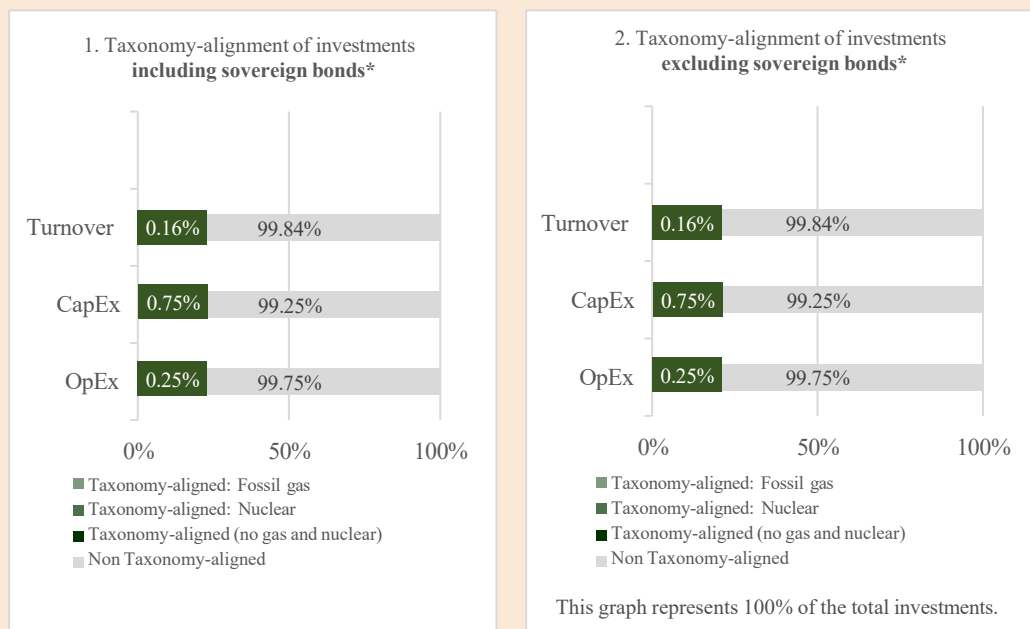 1. Taxonomy-alignment of investments
including sovereign bonds*
Turnover
0.16%
99.84%
CapEx
0.75%
99.25%
OpEx
0.25%
99.75%
0%
50%
100%
Taxonomy-aligned: Fossil gas
Taxonomy-aligned: Nuclear
Taxonomy-aligned (no gas and nuclear)
Non Taxonomy-aligned
2. Taxonomy-alignment of investments
excluding sovereign bonds*
Turnover
0.16%
99.84%
CapEx
0.75%
99.25%
OpEx
0.25%
99.75%
0%
50%
100%
Taxonomy-aligned: Fossil gas
Taxonomy-aligned: Nuclear
Taxonomy-aligned (no gas and nuclear)
Non Taxonomy-aligned
This graph represents 100% of the total investments.